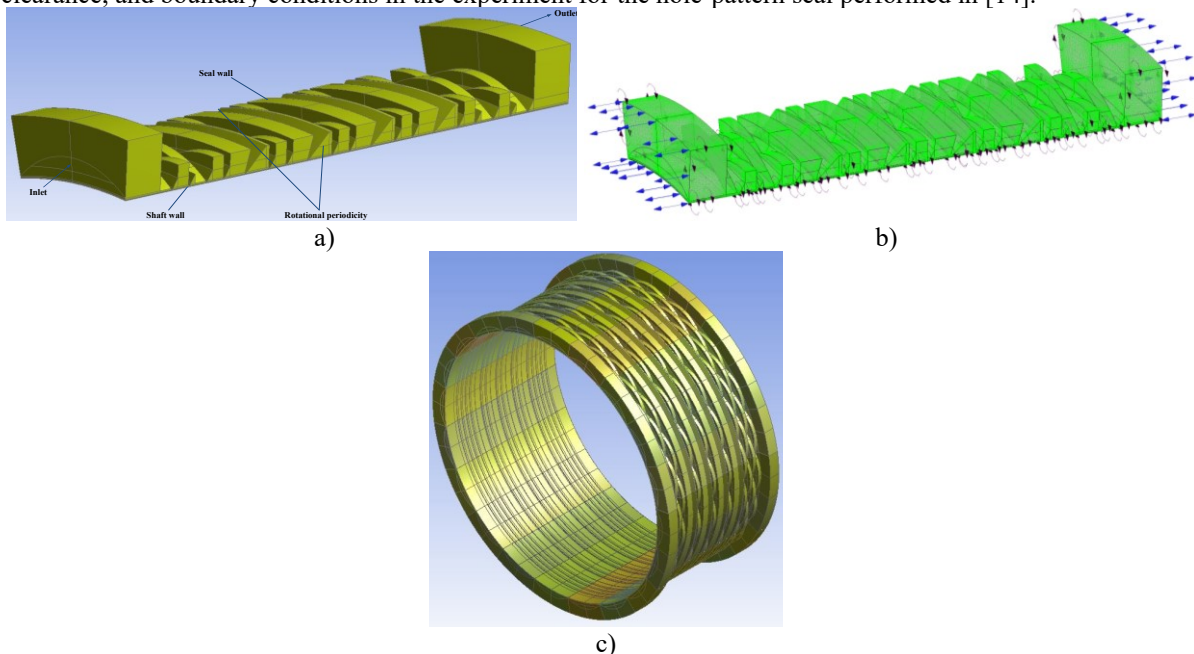 clearance, and boundary conditions in the experiment for the hole-pattern seal performed in [14].
Outlet
Seal wall
Inlet
Shaft wall
Rotational periodicity
a)
b)
c)